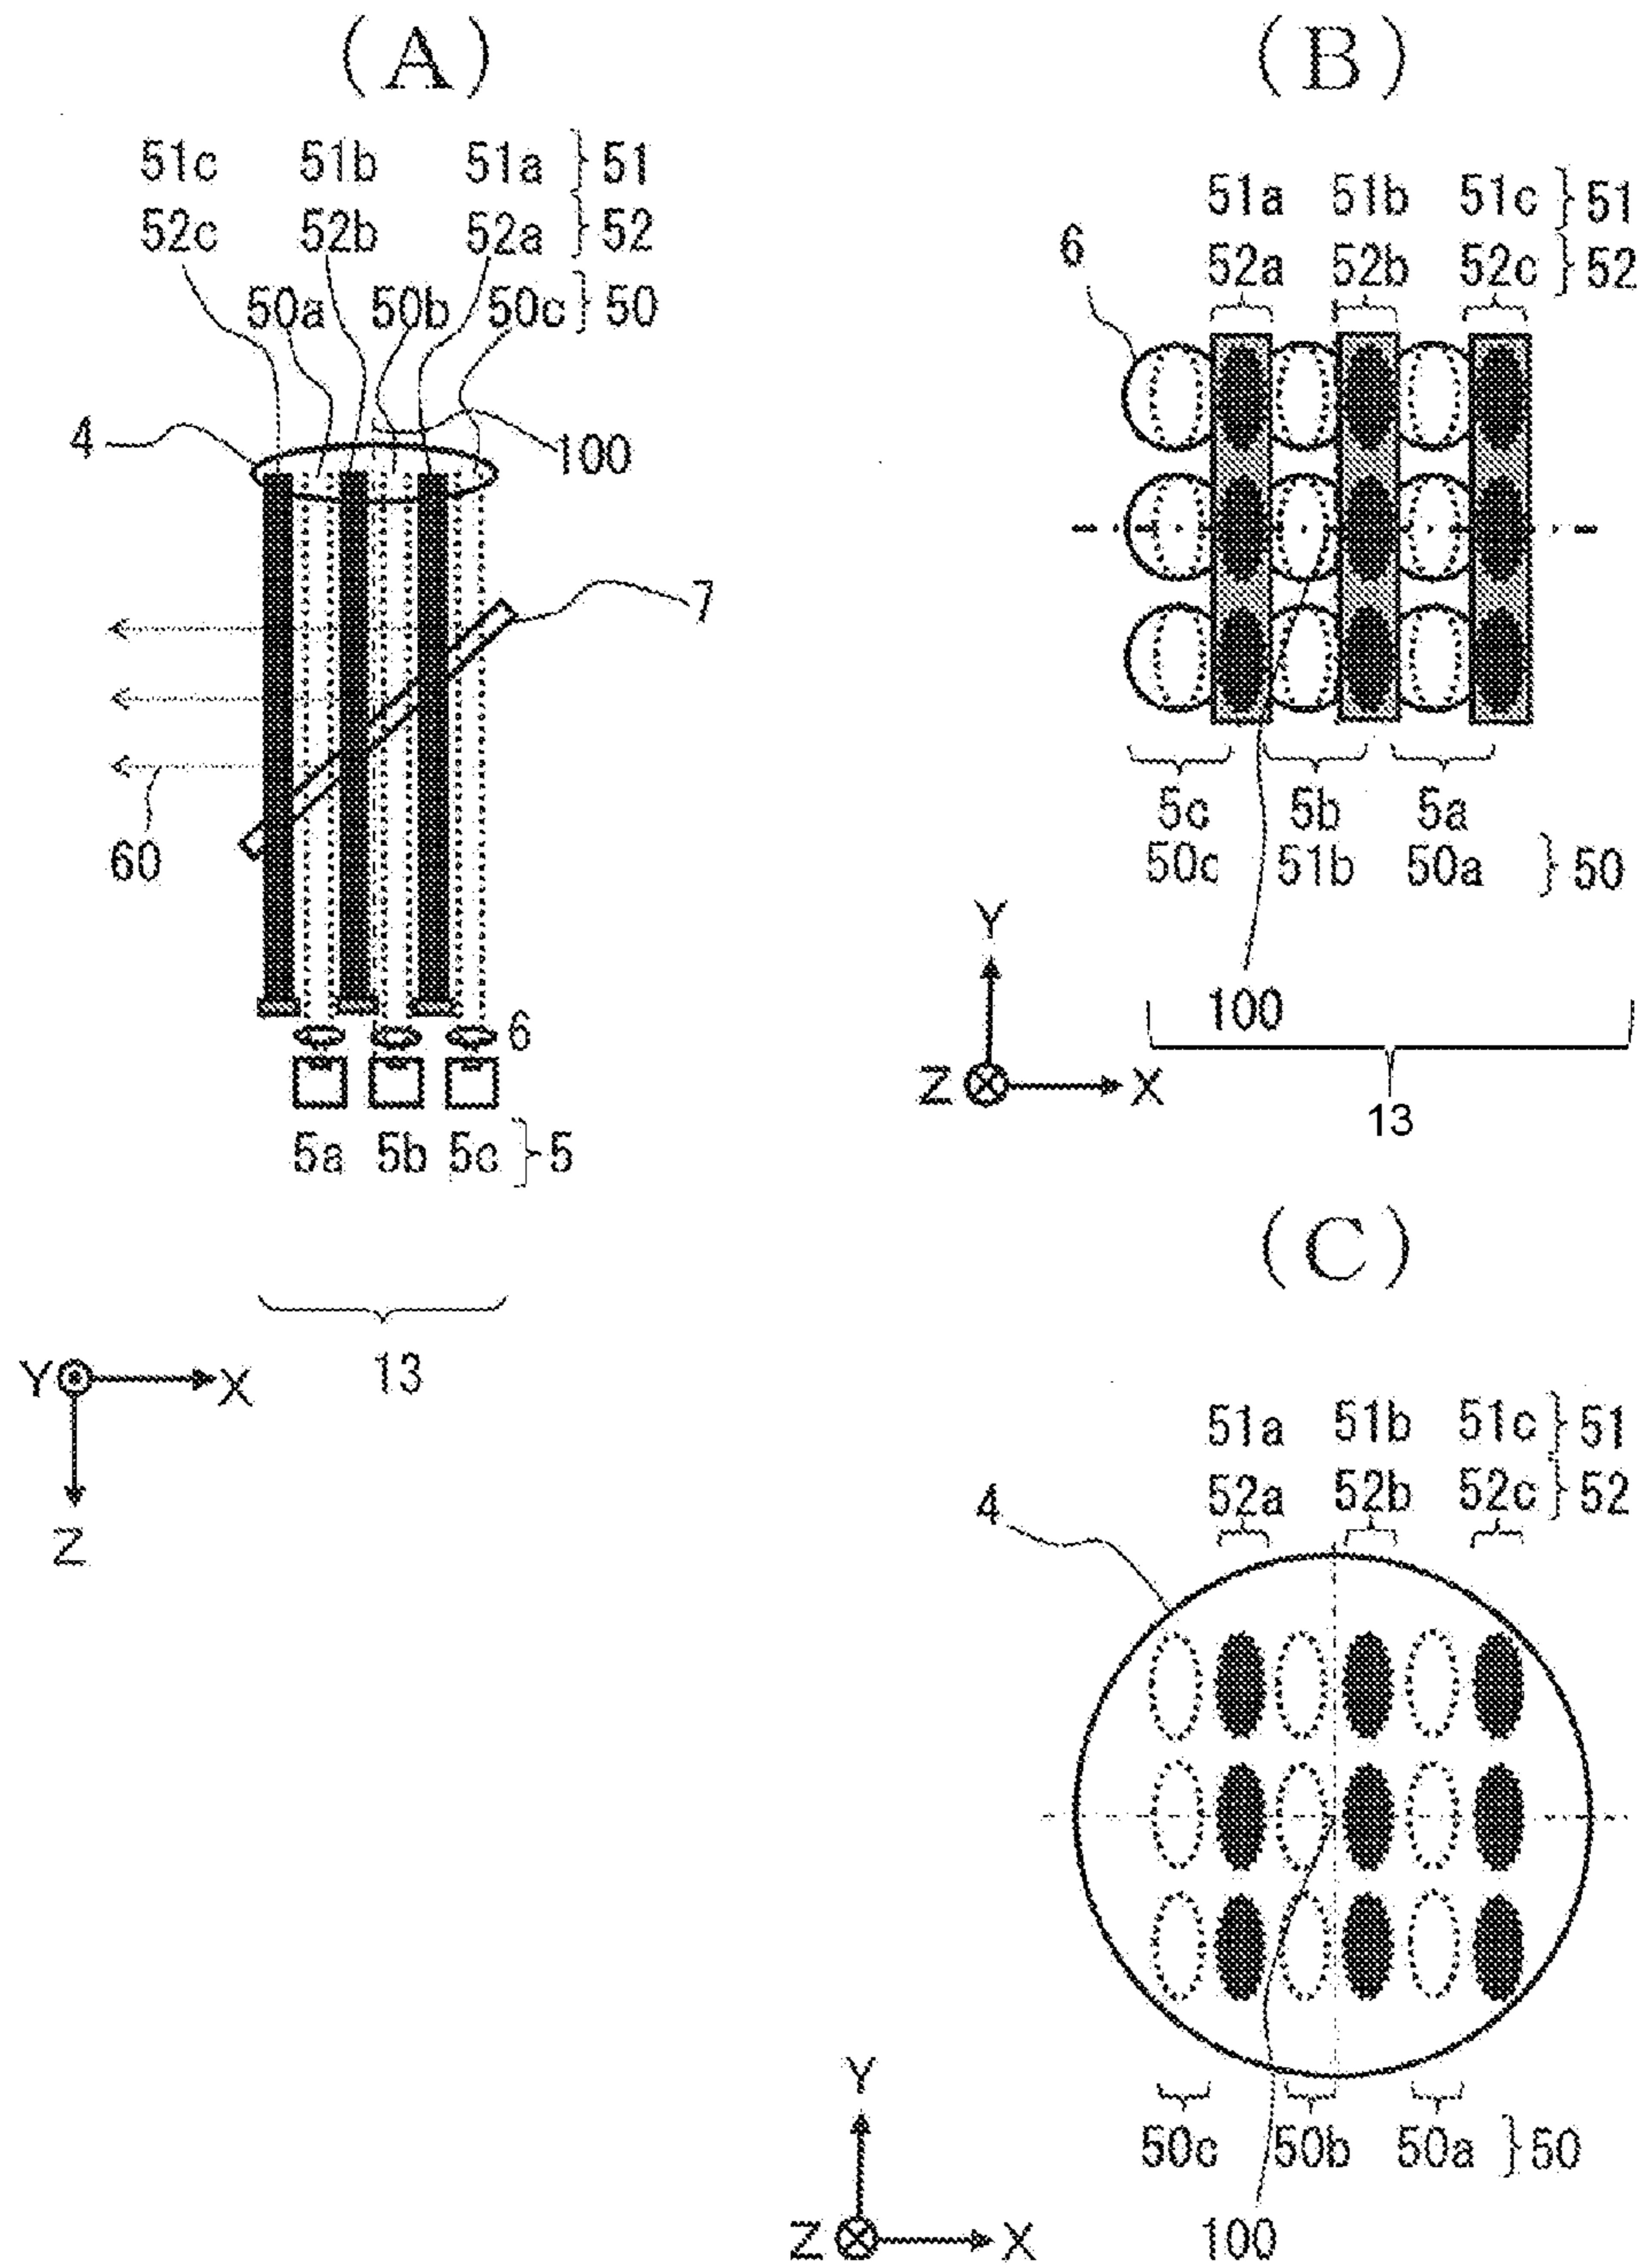 (A)
51c 51b 51a } 51
52c 52b 52a } 52
50a 50b 50c } 50
4
100
7
60
6
5a 5b 5c } 5
13
Y X
Z
(B)
51a 51b 51c } 51
6
52a 52b 52c } 52
5c 5b 5a
50c 51b 50a } 50
Y
100
Z X
13
(C)
51a 51b 51c } 51
4
52a 52b 52c } 52
Y
50c 50b 50a } 50
Z X
100